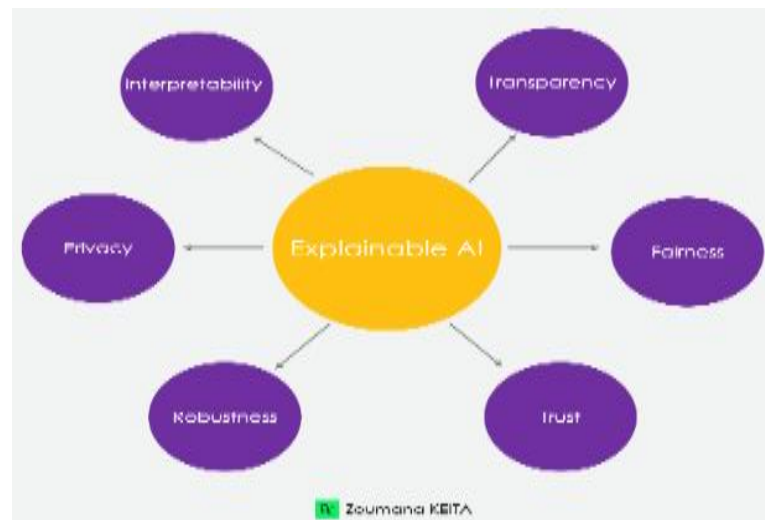 Interpretability
Transparency
Privacy
Explainable AI
Fairness
Robustness
Trust
Zoumana KEITA